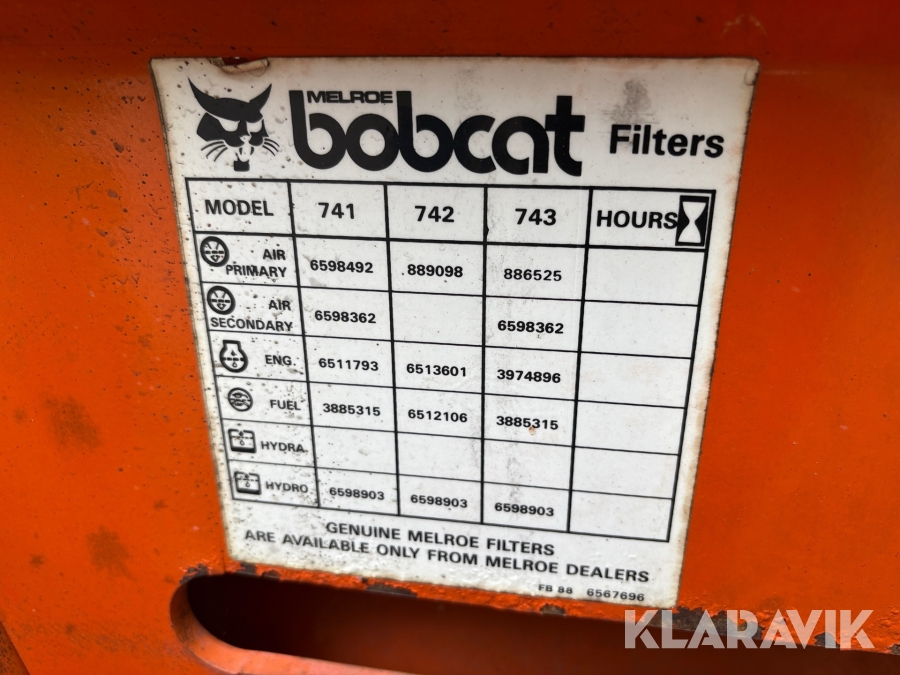 MELROE
bobcat Filters
MODEL 741 742 743 HOURS
AIR PRIMARY 6598492 889098 886525
AIR SECONDARY 6598362 6598362
ENG. 6511793 6513601 3974896
FUEL 3885315 6512106 3885315
HYDRA.
HYDRO 6598903 6598903 6598903
GENUINE MELROE FILTERS
ARE AVAILABLE ONLY FROM MELROE DEALERS
FB 88 6567696
KLARAVIK